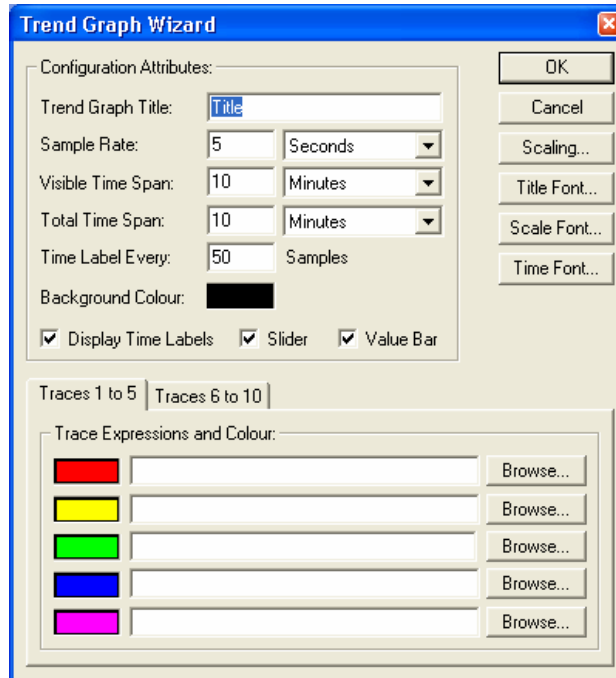 Trend Graph Wizard
Configuration Attributes:
Trend Graph Title: Title
Sample Rate: 5 Seconds
Visible Time Span: 10 Minutes
Total Time Span: 10 Minutes
Time Label Every: 50 Samples
Background Colour:
Display Time Labels Slider Value Bar
OK
Cancel
Scaling...
Title Font...
Scale Font...
Time Font...
Traces 1 to 5 Traces 6 to 10
Trace Expressions and Colour:
Browse...
Browse...
Browse...
Browse...
Browse...